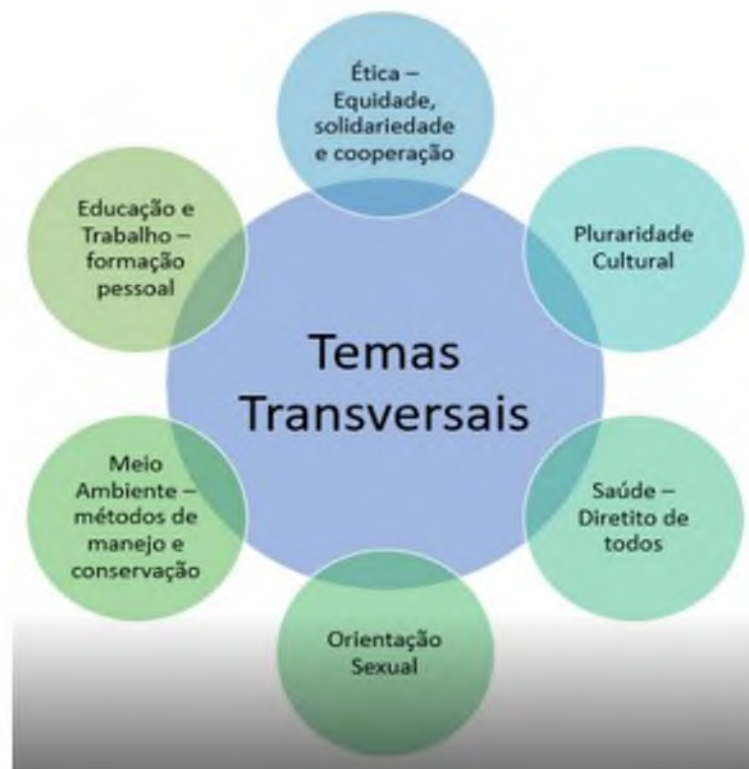 Ética –
Equidade,
solidariedade
e cooperação
Pluraridade
Cultural
Saúde –
Diretito de
todos
Orientação
Sexual
Meio
Ambiente –
métodos de
manejo e
conservação
Educação e
Trabalho –
formação
pessoal
Temas
Transversais